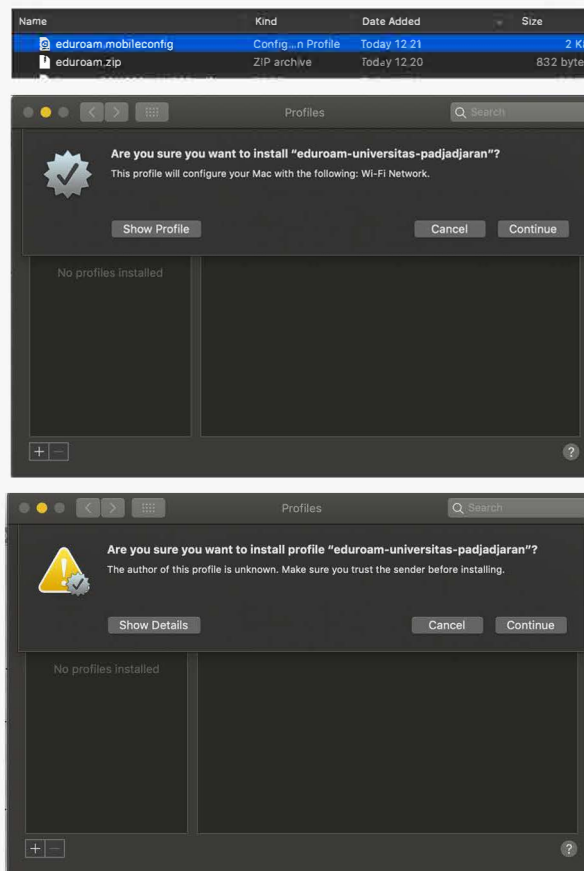 Name Kind Date Added Size
eduroam.mobileconfig Config...n Profile Today 12.21 2 K
eduroam.zip ZIP archive Today 12.20 832 byte
Profiles
Search
Are you sure you want to install “eduroam-universitas-padjadjaran”?
This profile will configure your Mac with the following: Wi-Fi Network.
Show Profile Cancel Continue
No profiles installed
+ −
?
Profiles
Search
Are you sure you want to install profile “eduroam-universitas-padjadjaran”?
The author of this profile is unknown. Make sure you trust the sender before installing.
Show Details Cancel Continue
No profiles installed
+ −
?